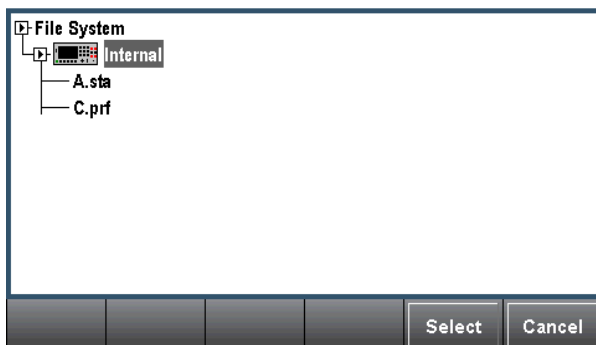 File System
Internal
A.sta
C.prf
Select Cancel